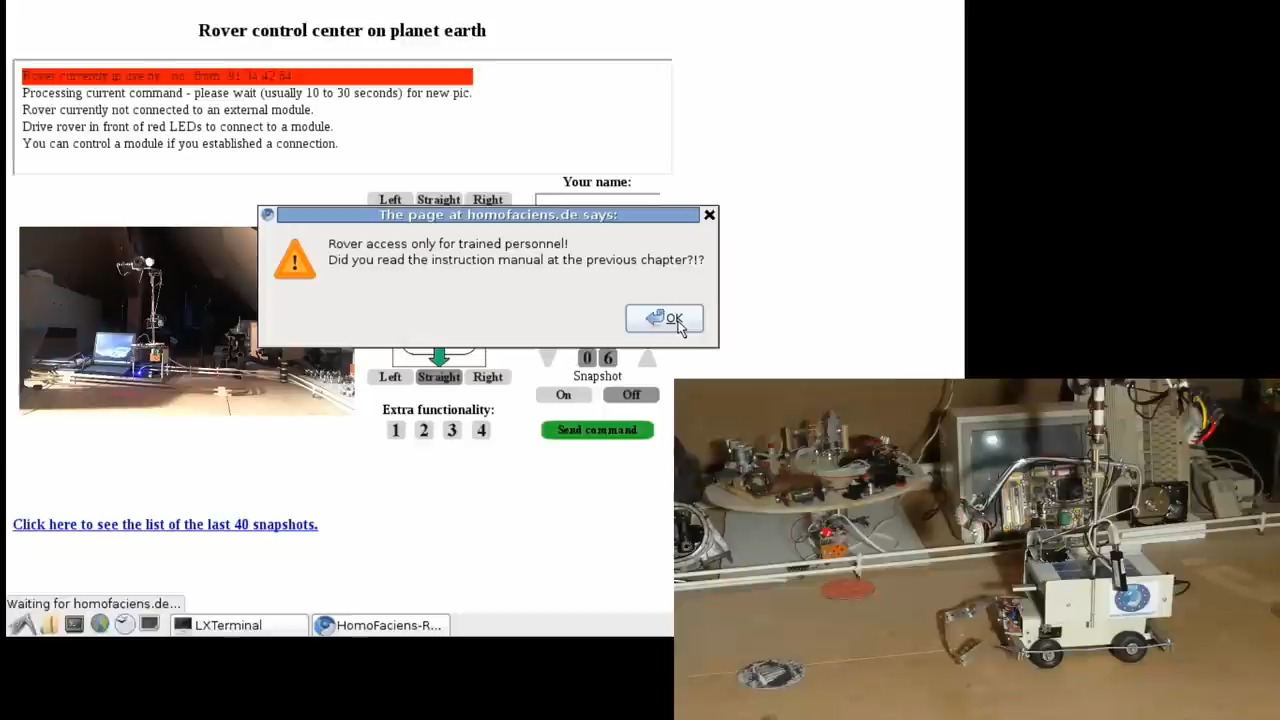 Rover control center on planet earth
Rover currently in use by
Processing current command - please wait (usually 10 to 30 seconds) for new pic.
Rover currently not connected to an external module.
Drive rover in front of red LEDs to connect to a module.
You can control a module if you established a connection.
Your name:
Left Straight Right
The page at homofaciens.de says:
Rover access only for trained personnel!
Did you read the instruction manual at the previous chapter?!?
OK
0 6
Left Straight Right
Snapshot
On Off
Extra functionality:
1 2 3 4
Send command
Click here to see the list of the last 40 snapshots.
Waiting for homofaciens.de...
LXTerminal
HomoFaciens-R...